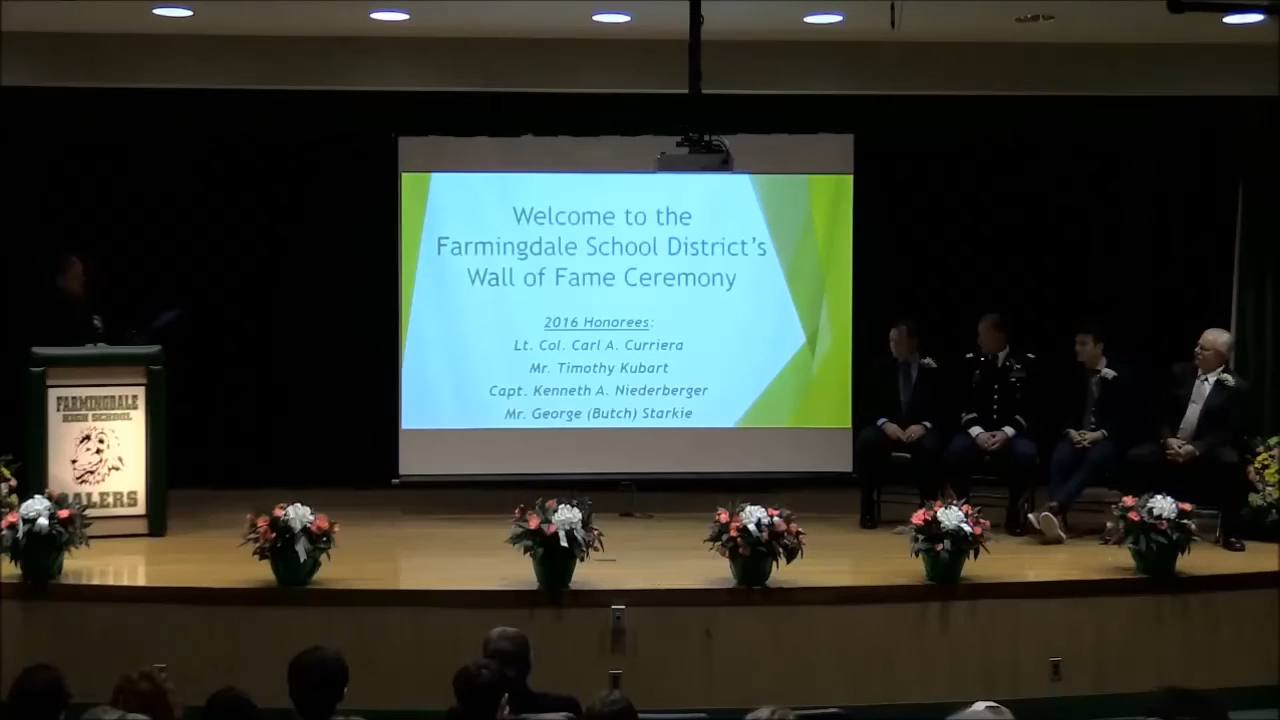 Welcome to the
Farmingdale School District's
Wall of Fame Ceremony
2016 Honorees:
Lt. Col. Carl A. Curriera
Mr. Timothy Kubart
Capt. Kenneth A. Niederberger
Mr. George (Butch) Starkie
FARMINGDALE
HIGH SCHOOL
DALERS